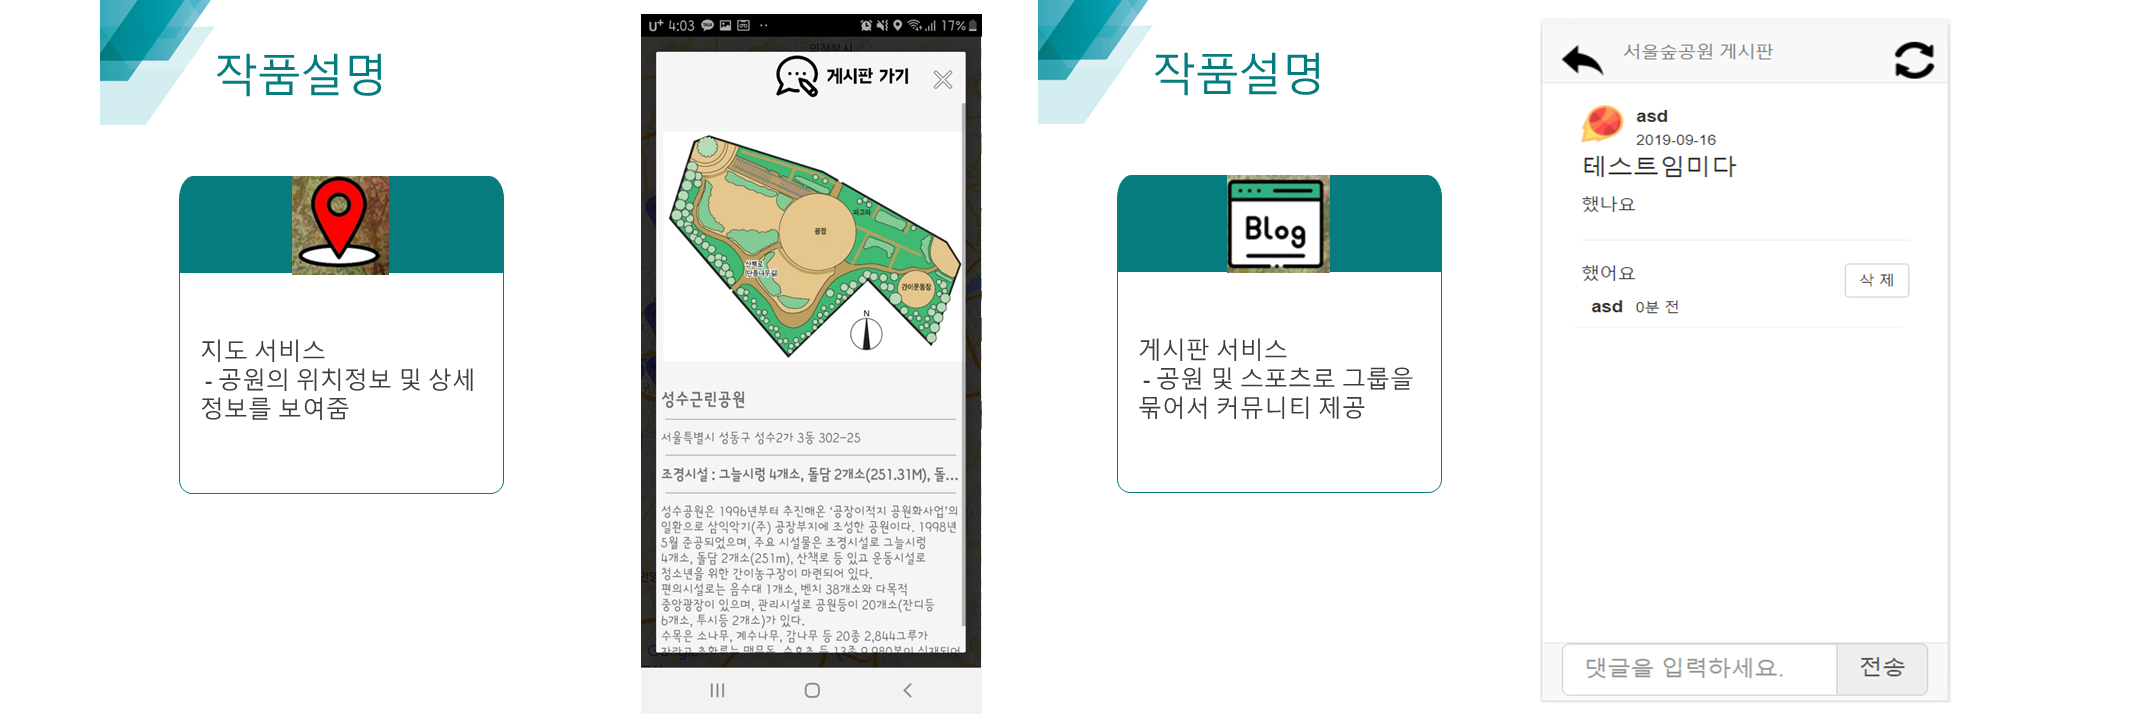 작품설명
지도 서비스
- 공원의 위치정보 및 상세
정보를 보여줌
U+ 4:03 TALK 17%
게시판 가기
파고라
광장
산책로
(단풍나무길)
간이운동장
N
성수근린공원
서울특별시 성동구 성수2가 3동 302-25
조경시설 : 그늘시렁 4개소, 돌담 2개소(251.31M), 돌...
성수공원은 1996년부터 추진해온 '공장이적지 공원화사업'의
일환으로 삼익악기(주) 공장부지에 조성한 공원이다. 1998년
5월 준공되었으며, 주요 시설물은 조경시설로 그늘시렁
4개소, 돌담 2개소(251m), 산책로 등 있고 운동시설로
청소년을 위한 간이농구장이 마련되어 있다.
편의시설로는 음수대 1개소, 벤치 38개소와 다목적
중앙광장이 있으며, 관리시설로 공원등이 20개소(잔디등
6개소, 투시등 2개소)가 있다.
수목은 소나무, 계수나무, 감나무 등 20종 2,844그루가
작품설명
Blog
게시판 서비스
- 공원 및 스포츠로 그룹을
묶어서 커뮤니티 제공
서울숲공원 게시판
asd
2019-09-16
테스트임미다
했나요
했어요
삭 제
asd 0분 전
댓글을 입력하세요.
전송